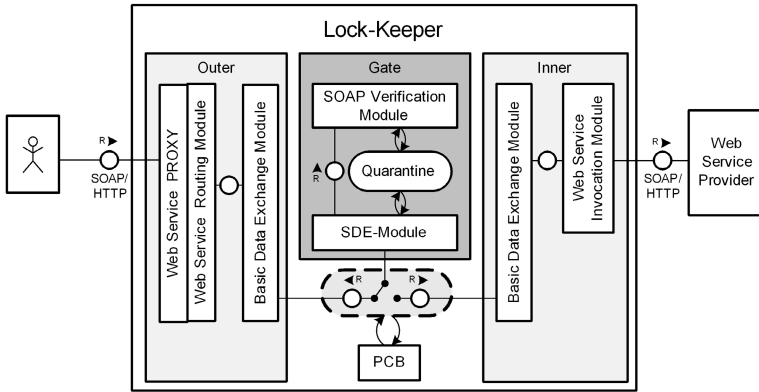 Lock-Keeper
Outer
Gate
Inner
SOAP Verification
Module
R
SOAP/
HTTP
Web Service PROXY
Web Service Routing Module
Basic Data Exchange Module
R
Quarantine
SDE-Module
Basic Data Exchange Module
Web Service
Invocation Module
R
SOAP/
HTTP
Web
Service
Provider
R
R
PCB